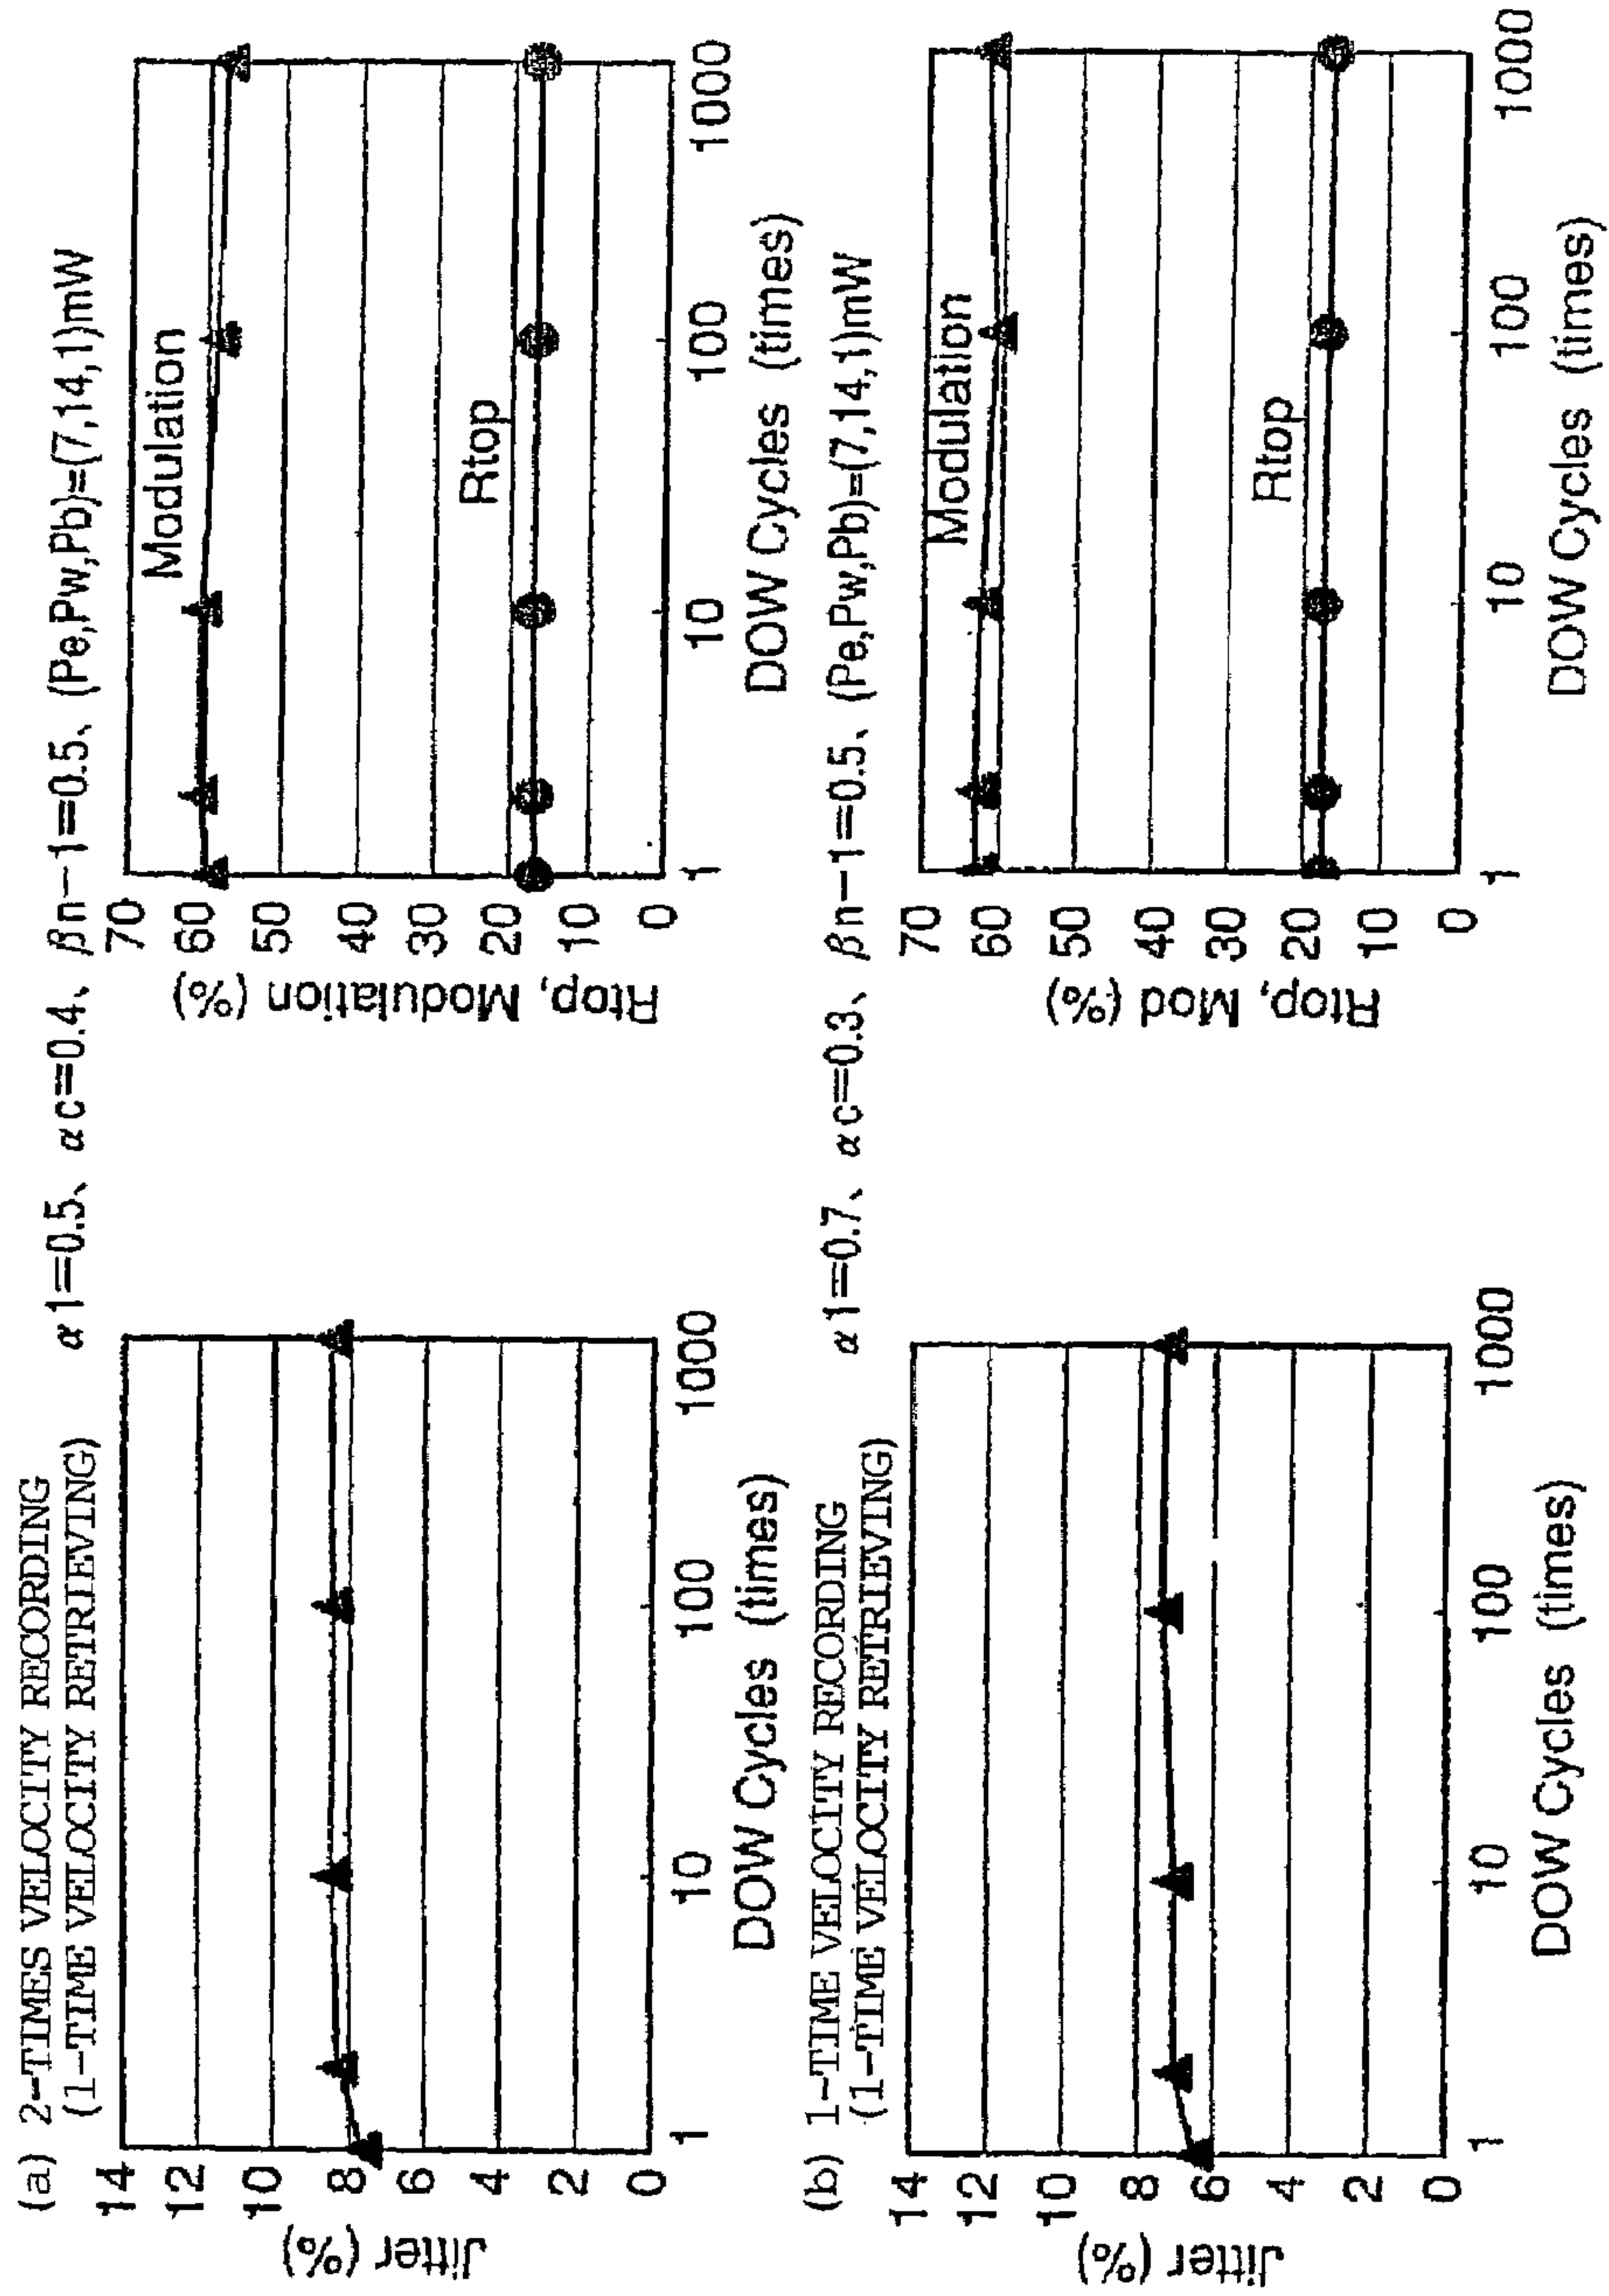 (a) 2-TIMES VELOCITY RECORDING
(1-TIME VELOCITY RETRIEVING)
α1=0.5、αc=0.4、βn-1=0.5、(Pe,Pw,Pb)=(7,14,1)mW
Jitter (%)
14
12
10
8
6
4
2
0
1
10
100
1000
DOW Cycles (times)
Rtop, Modulation (%)
70
60
50
40
30
20
10
0
Modulation
Rtop
1
10
100
1000
DOW Cycles (times)
(b) 1-TIME VELOCITY RECORDING
(1-TIME VELOCITY RETRIEVING)
α1=0.7、αc=0.3、βn-1=0.5、(Pe,Pw,Pb)=(7,14,1)mW
Jitter (%)
14
12
10
8
6
4
2
0
1
10
100
1000
DOW Cycles (times)
Rtop, Mod (%)
70
60
50
40
30
20
10
0
Modulation
Rtop
1
10
100
1000
DOW Cycles (times)